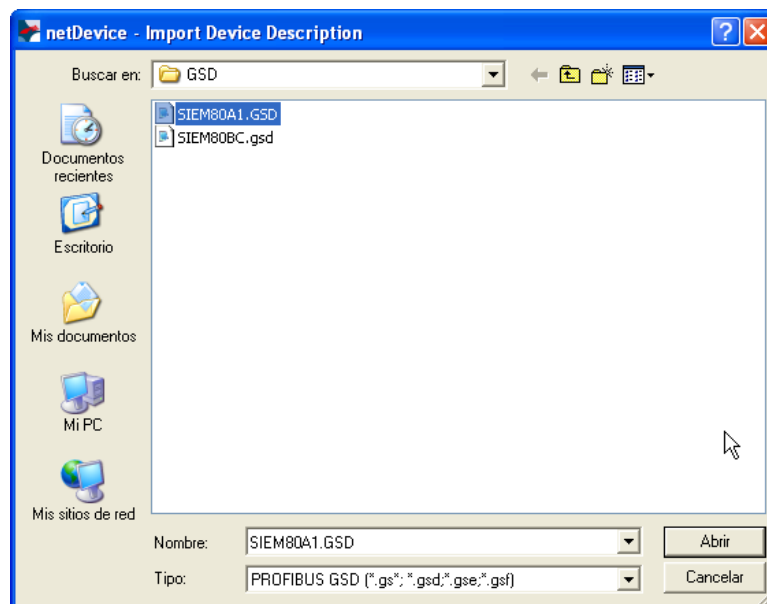 netDevice - Import Device Description
Buscar en:
GSD
SIEM80A1.GSD
SIEM80BC.gsd
Documentos
recientes
Escritorio
Mis documentos
Mi PC
Mis sitios de red
Nombre:
SIEM80A1.GSD
Abrir
Tipo:
PROFIBUS GSD (*.gs*; *.gsd;*.gse;*.gsf)
Cancelar